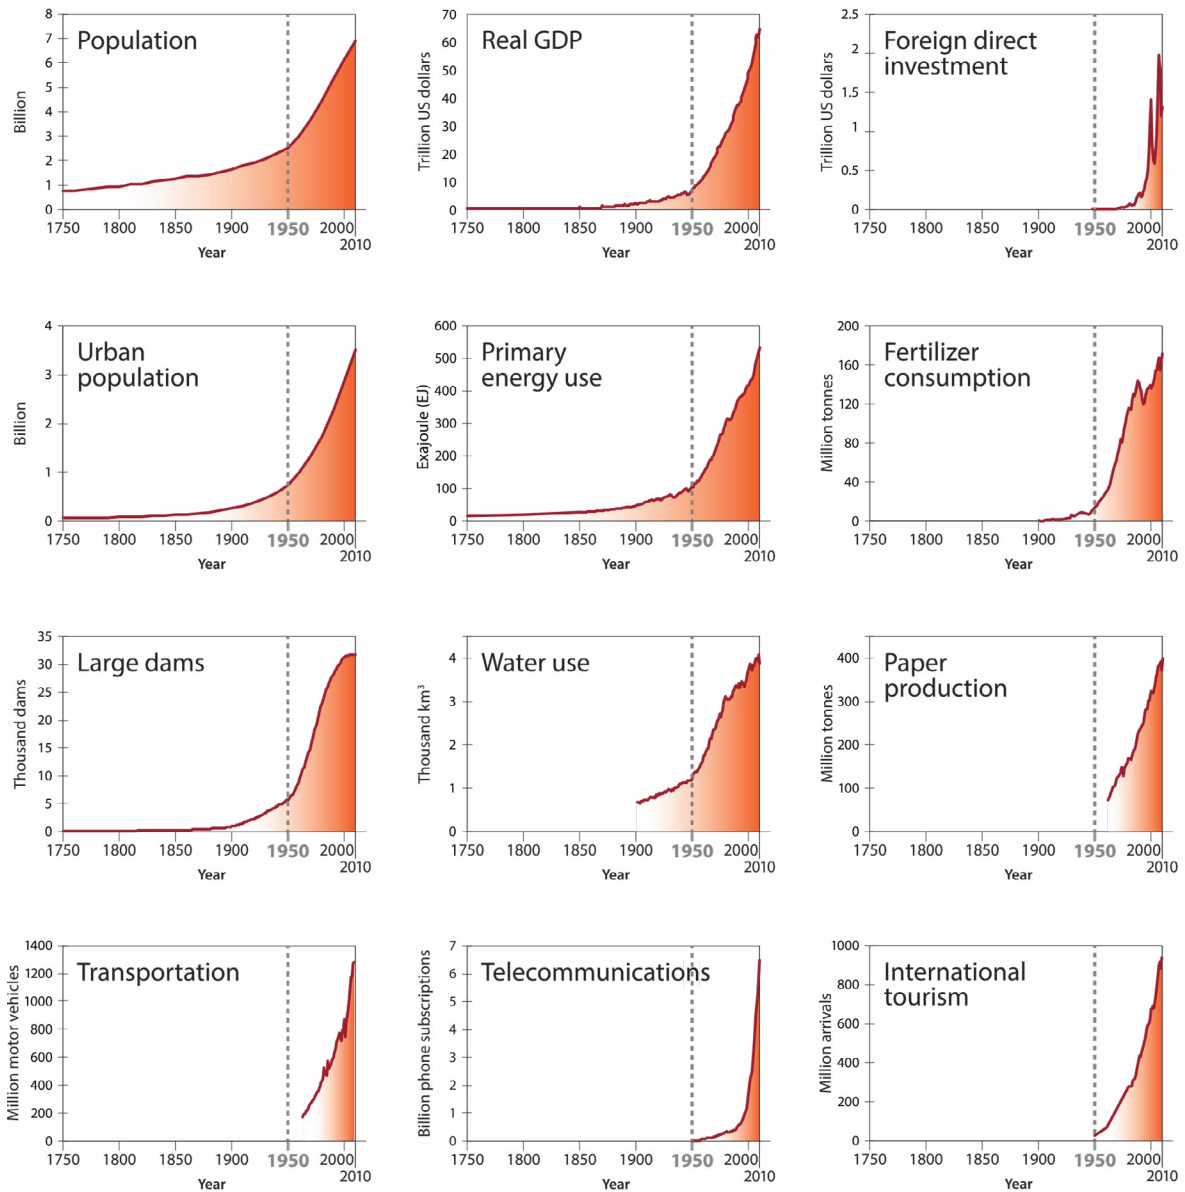 Population
Billion
8
7
6
5
4
3
2
1
0
1750 1800 1850 1900 1950 2000
2010
Year
Real GDP
Trillion US dollars
70
60
50
40
30
20
10
0
1750 1800 1850 1900 1950 2000
2010
Year
Foreign direct
investment
Trillion US dollars
2.5
2
1.5
1
0.5
0
1750 1800 1850 1900 1950 2000
2010
Year
Urban
population
Billion
4
3
2
1
0
1750 1800 1850 1900 1950 2000
2010
Year
Primary
energy use
Exajoule (EJ)
600
500
400
300
200
100
0
1750 1800 1850 1900 1950 2000
2010
Year
Fertilizer
consumption
Million tonnes
200
160
120
80
40
0
1750 1800 1850 1900 1950 2000
2010
Year
Large dams
Thousand dams
35
30
25
20
15
10
5
0
1750 1800 1850 1900 1950 2000
2010
Year
Water use
Thousand km³
4
3
2
1
0
1750 1800 1850 1900 1950 2000
2010
Year
Paper
production
Million tonnes
400
300
200
100
0
1750 1800 1850 1900 1950 2000
2010
Year
Transportation
Million motor vehicles
1400
1200
1000
800
600
400
200
0
1750 1800 1850 1900 1950 2000
2010
Year
Telecommunications
Billion phone subscriptions
7
6
5
4
3
2
1
0
1750 1800 1850 1900 1950 2000
2010
Year
International
tourism
Million arrivals
1000
800
600
400
200
0
1750 1800 1850 1900 1950 2000
2010
Year